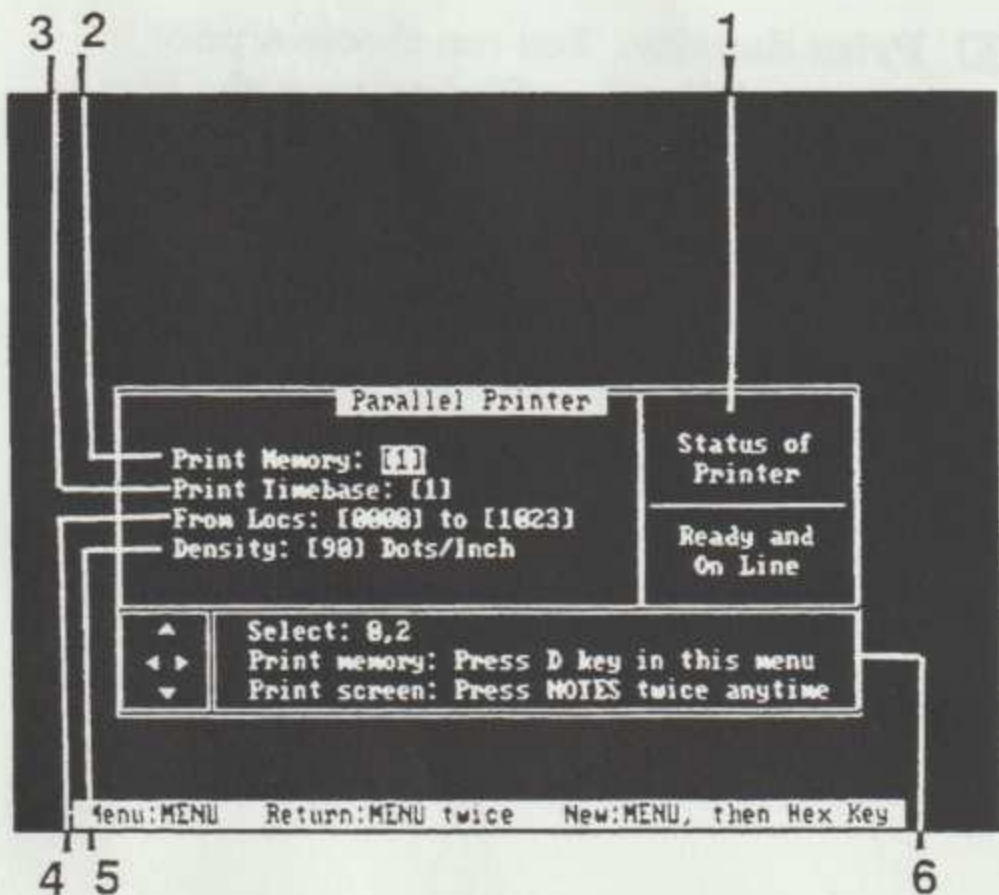 3 2 1
Parallel Printer
Print Memory: [1]
Print Timebase: [1]
From Locs: [0000] to [1023]
Density: [90] Dots/Inch
Status of
Printer
Ready and
On Line
Select: 0,2
Print memory: Press D key in this menu
Print screen: Press NOTES twice anytime
Menu:MENU Return:MENU twice New:MENU, then Hex Key
4 5 6